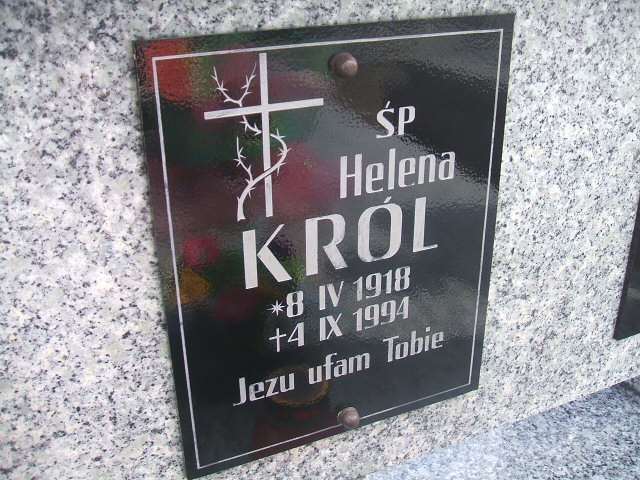 ŚP
Helena
KRÓL
*8 IV 1918
†4 IX 1994
Jezu ufam Tobie